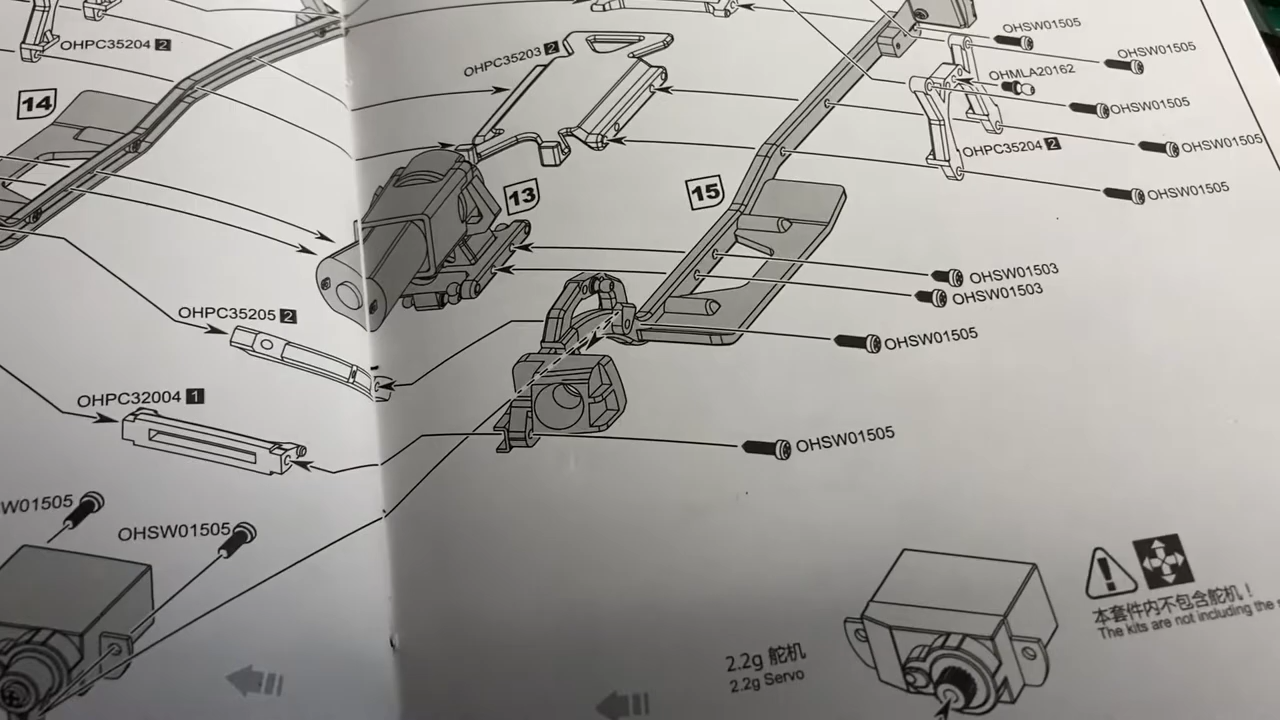 OHPC35204 2
14
OHPC35203 2
OHSW01505
OHSW01505
OHMLA20162
OHSW01505
OHSW01505
OHPC35204 2
OHSW01505
13
15
OHSW01503
OHSW01503
OHPC35205 2
OHSW01505
OHPC32004 1
OHSW01505
W01505
OHSW01505
本套件内不包含舵机！
The kits are not including the
2.2g 舵机
2.2g Servo